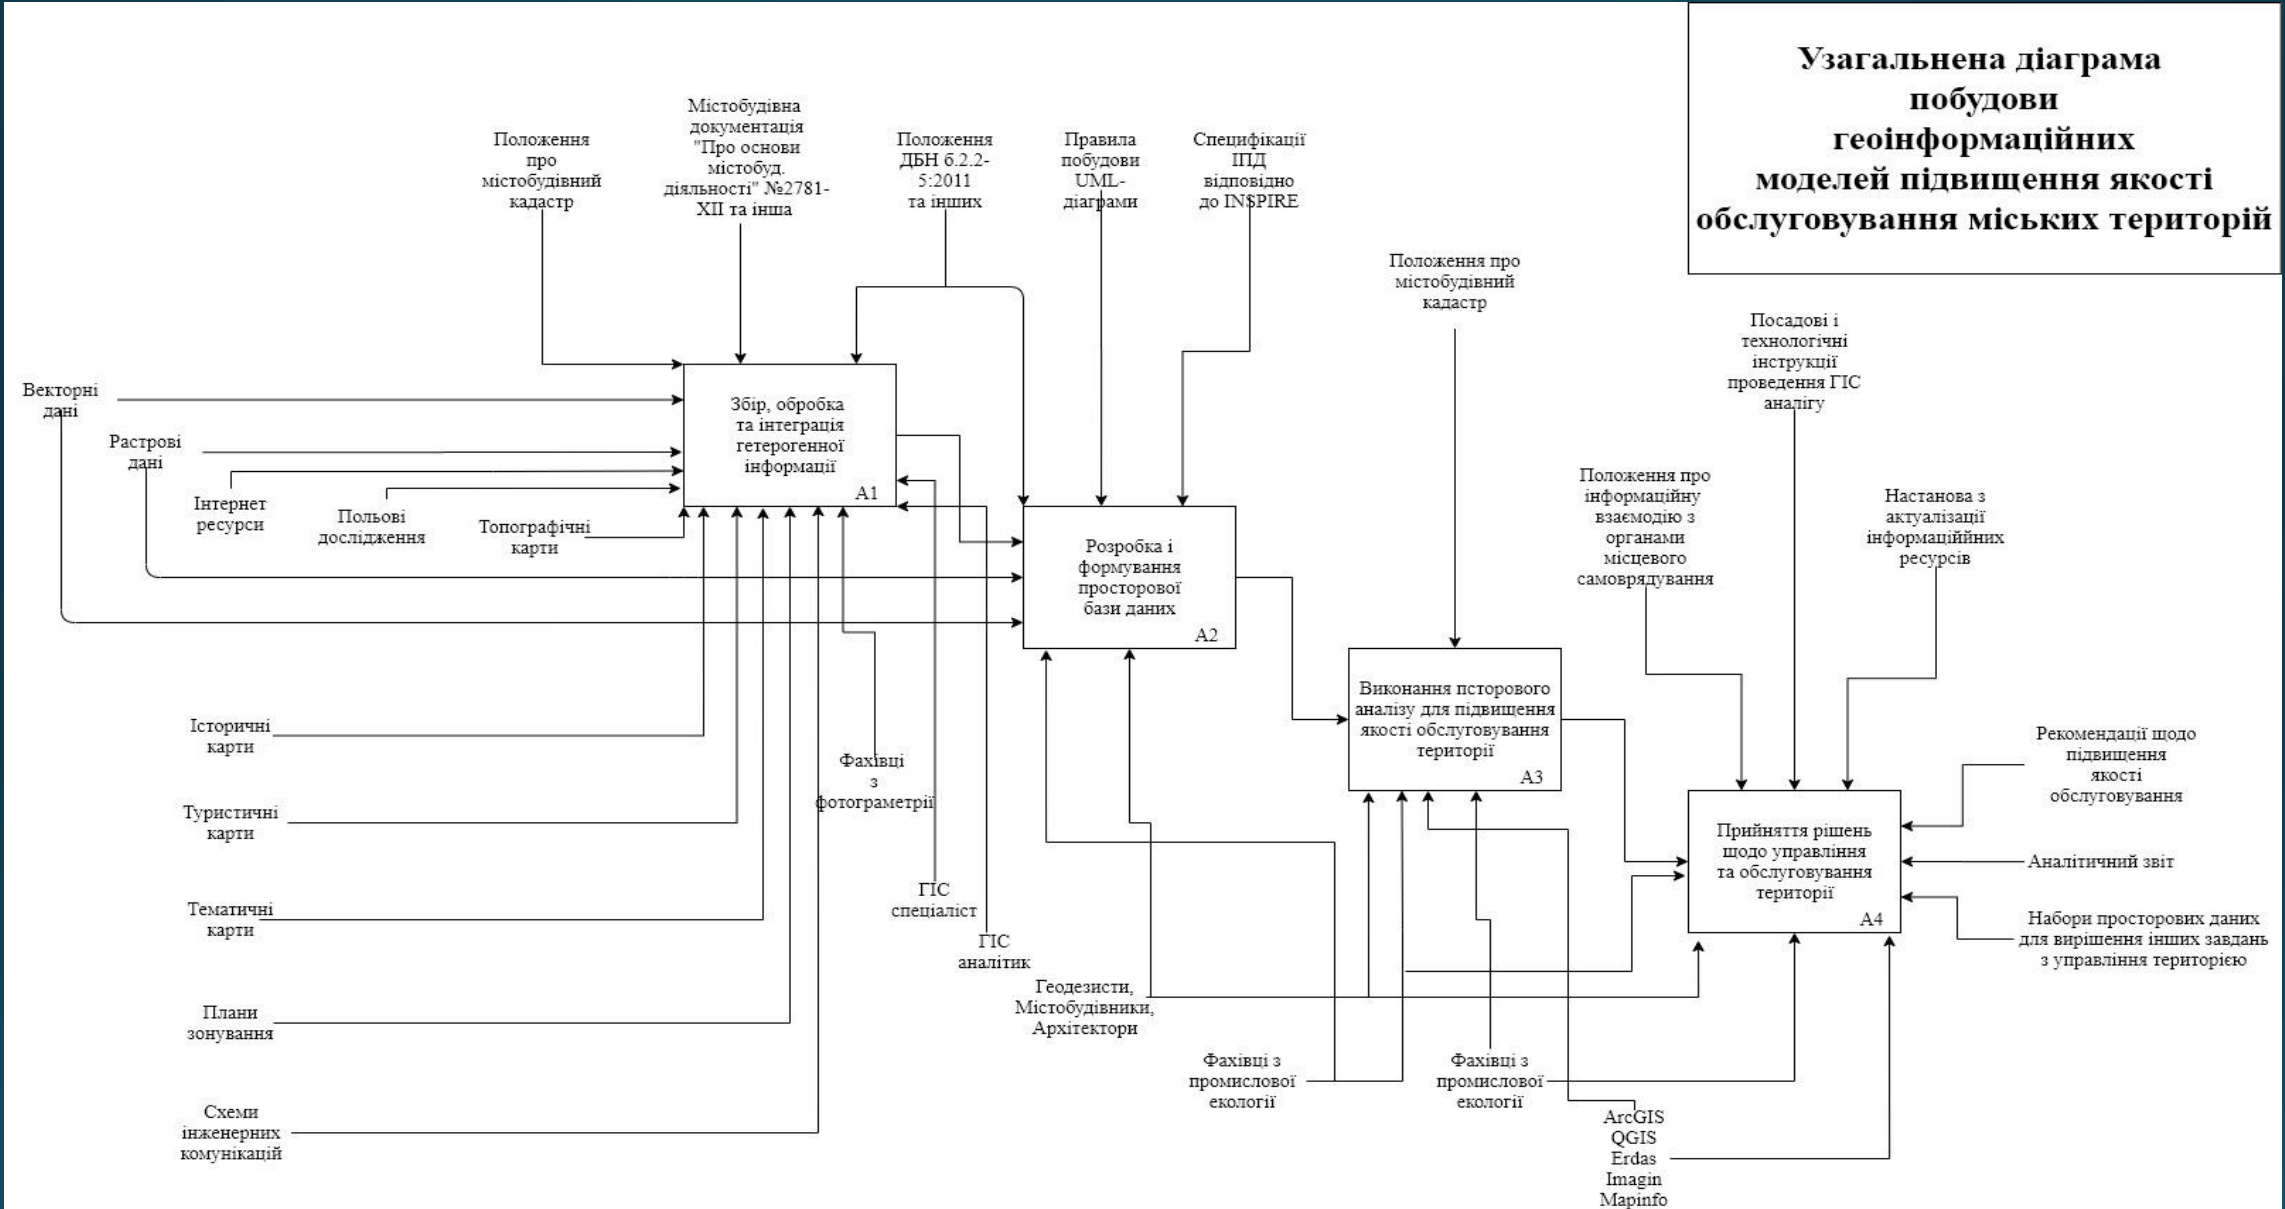 Узагальнена діаграма
побудови
геоінформаційних
моделей підвищення якості
обслуговування міських територій
Положення
про
містобудівний
кадастр
Містобудівна
документація
"Про основи
містобуд.
діяльності" №2781-
XII та інша
Положення
ДБН б.2.2-
5:2011
та інших
Правила
побудови
UML-
діаграми
Специфікації
ІПД
відповідно
до INSPIRE
Положення про
містобудівний
кадастр
Посадові і
технологічні
інструкції
проведення ГІС
аналігу
Положення про
інформаційну
взаємодію з
органами
місцевого
самоврядування
Настанова з
актуалізації
інформаціййних
ресурсів
Векторні
дані
Растрові
дані
Інтернет
ресурси
Польові
дослідження
Топографічні
карти
Збір, обробка
та інтеграція
гетерогенної
інформації
А1
Розробка і
формування
просторової
бази даних
А2
Виконання псторового
аналізу для підвищення
якості обслуговування
території
А3
Прийняття рішень
щодо управління
та обслуговування
території
А4
Рекомендації щодо
підвищення
якості
обслуговування
Аналітичний звіт
Набори просторових даних
для вирішення інших завдань
з управління територією
Історичні
карти
Туристичні
карти
Тематичні
карти
Плани
зонування
Схеми
інженерних
комунікацій
Фахівці
з
фотограметрії
ГІС
спеціаліст
ГІС
аналітик
Геодезисти,
Містобудівники,
Архітектори
Фахівці з
промислової
екології
Фахівці з
промислової
екології
ArcGIS
QGIS
Erdas
Imagin
Mapinfo